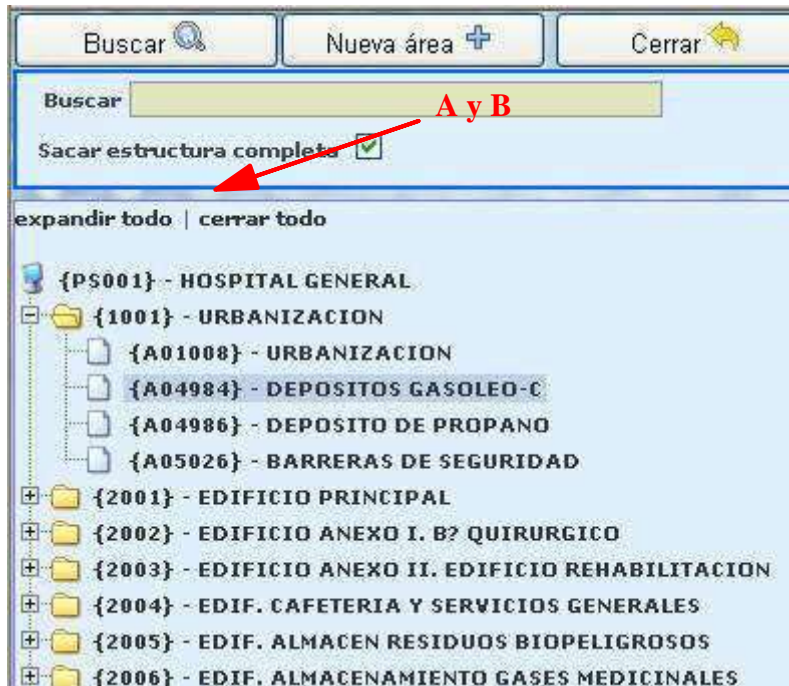 Buscar Nueva área Cerrar
Buscar A y B
Sacar estructura completa
expandir todo | cerrar todo
{PS001} - HOSPITAL GENERAL
{1001} - URBANIZACION
{A01008} - URBANIZACION
{A04984} - DEPOSITOS GASOLEO-C
{A04986} - DEPOSITO DE PROPANO
{A05026} - BARRERAS DE SEGURIDAD
{2001} - EDIFICIO PRINCIPAL
{2002} - EDIFICIO ANEXO I. B? QUIRURGICO
{2003} - EDIFICIO ANEXO II. EDIFICIO REHABILITACION
{2004} - EDIF. CAFETERIA Y SERVICIOS GENERALES
{2005} - EDIF. ALMACEN RESIDUOS BIOPELIGROSOS
{2006} - EDIF. ALMACENAMIENTO GASES MEDICINALES